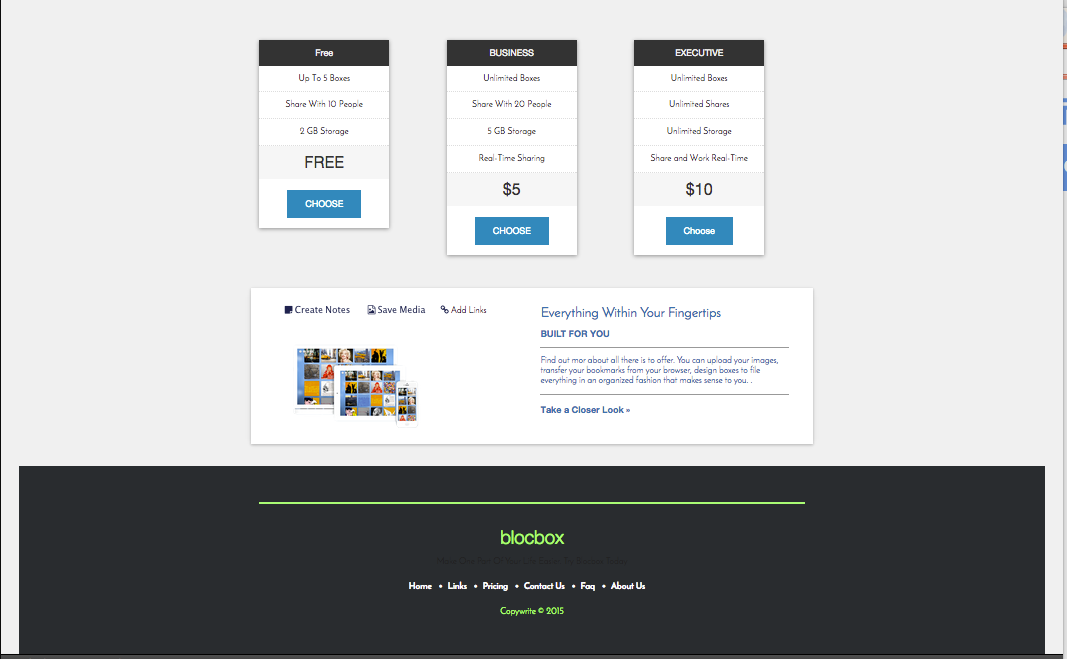 Free
Up To 5 Boxes
Share With 10 People
2 GB Storage
FREE
CHOOSE
BUSINESS
Unlimited Boxes
Share With 20 People
5 GB Storage
Real-Time Sharing
$5
CHOOSE
EXECUTIVE
Unlimited Boxes
Unlimited Shares
Unlimited Storage
Share and Work Real-Time
$10
Choose
Create Notes Save Media Add Links
Everything Within Your Fingertips
BUILT FOR YOU
Find out mor about all there is to offer. You can upload your images,
transfer your bookmarks from your browser, design boxes to file
everything in an organized fashion that makes sense to you. .
Take a Closer Look »
blocbox
Home • Links • Pricing • Contact Us • Faq • About Us
Copywrite © 2015